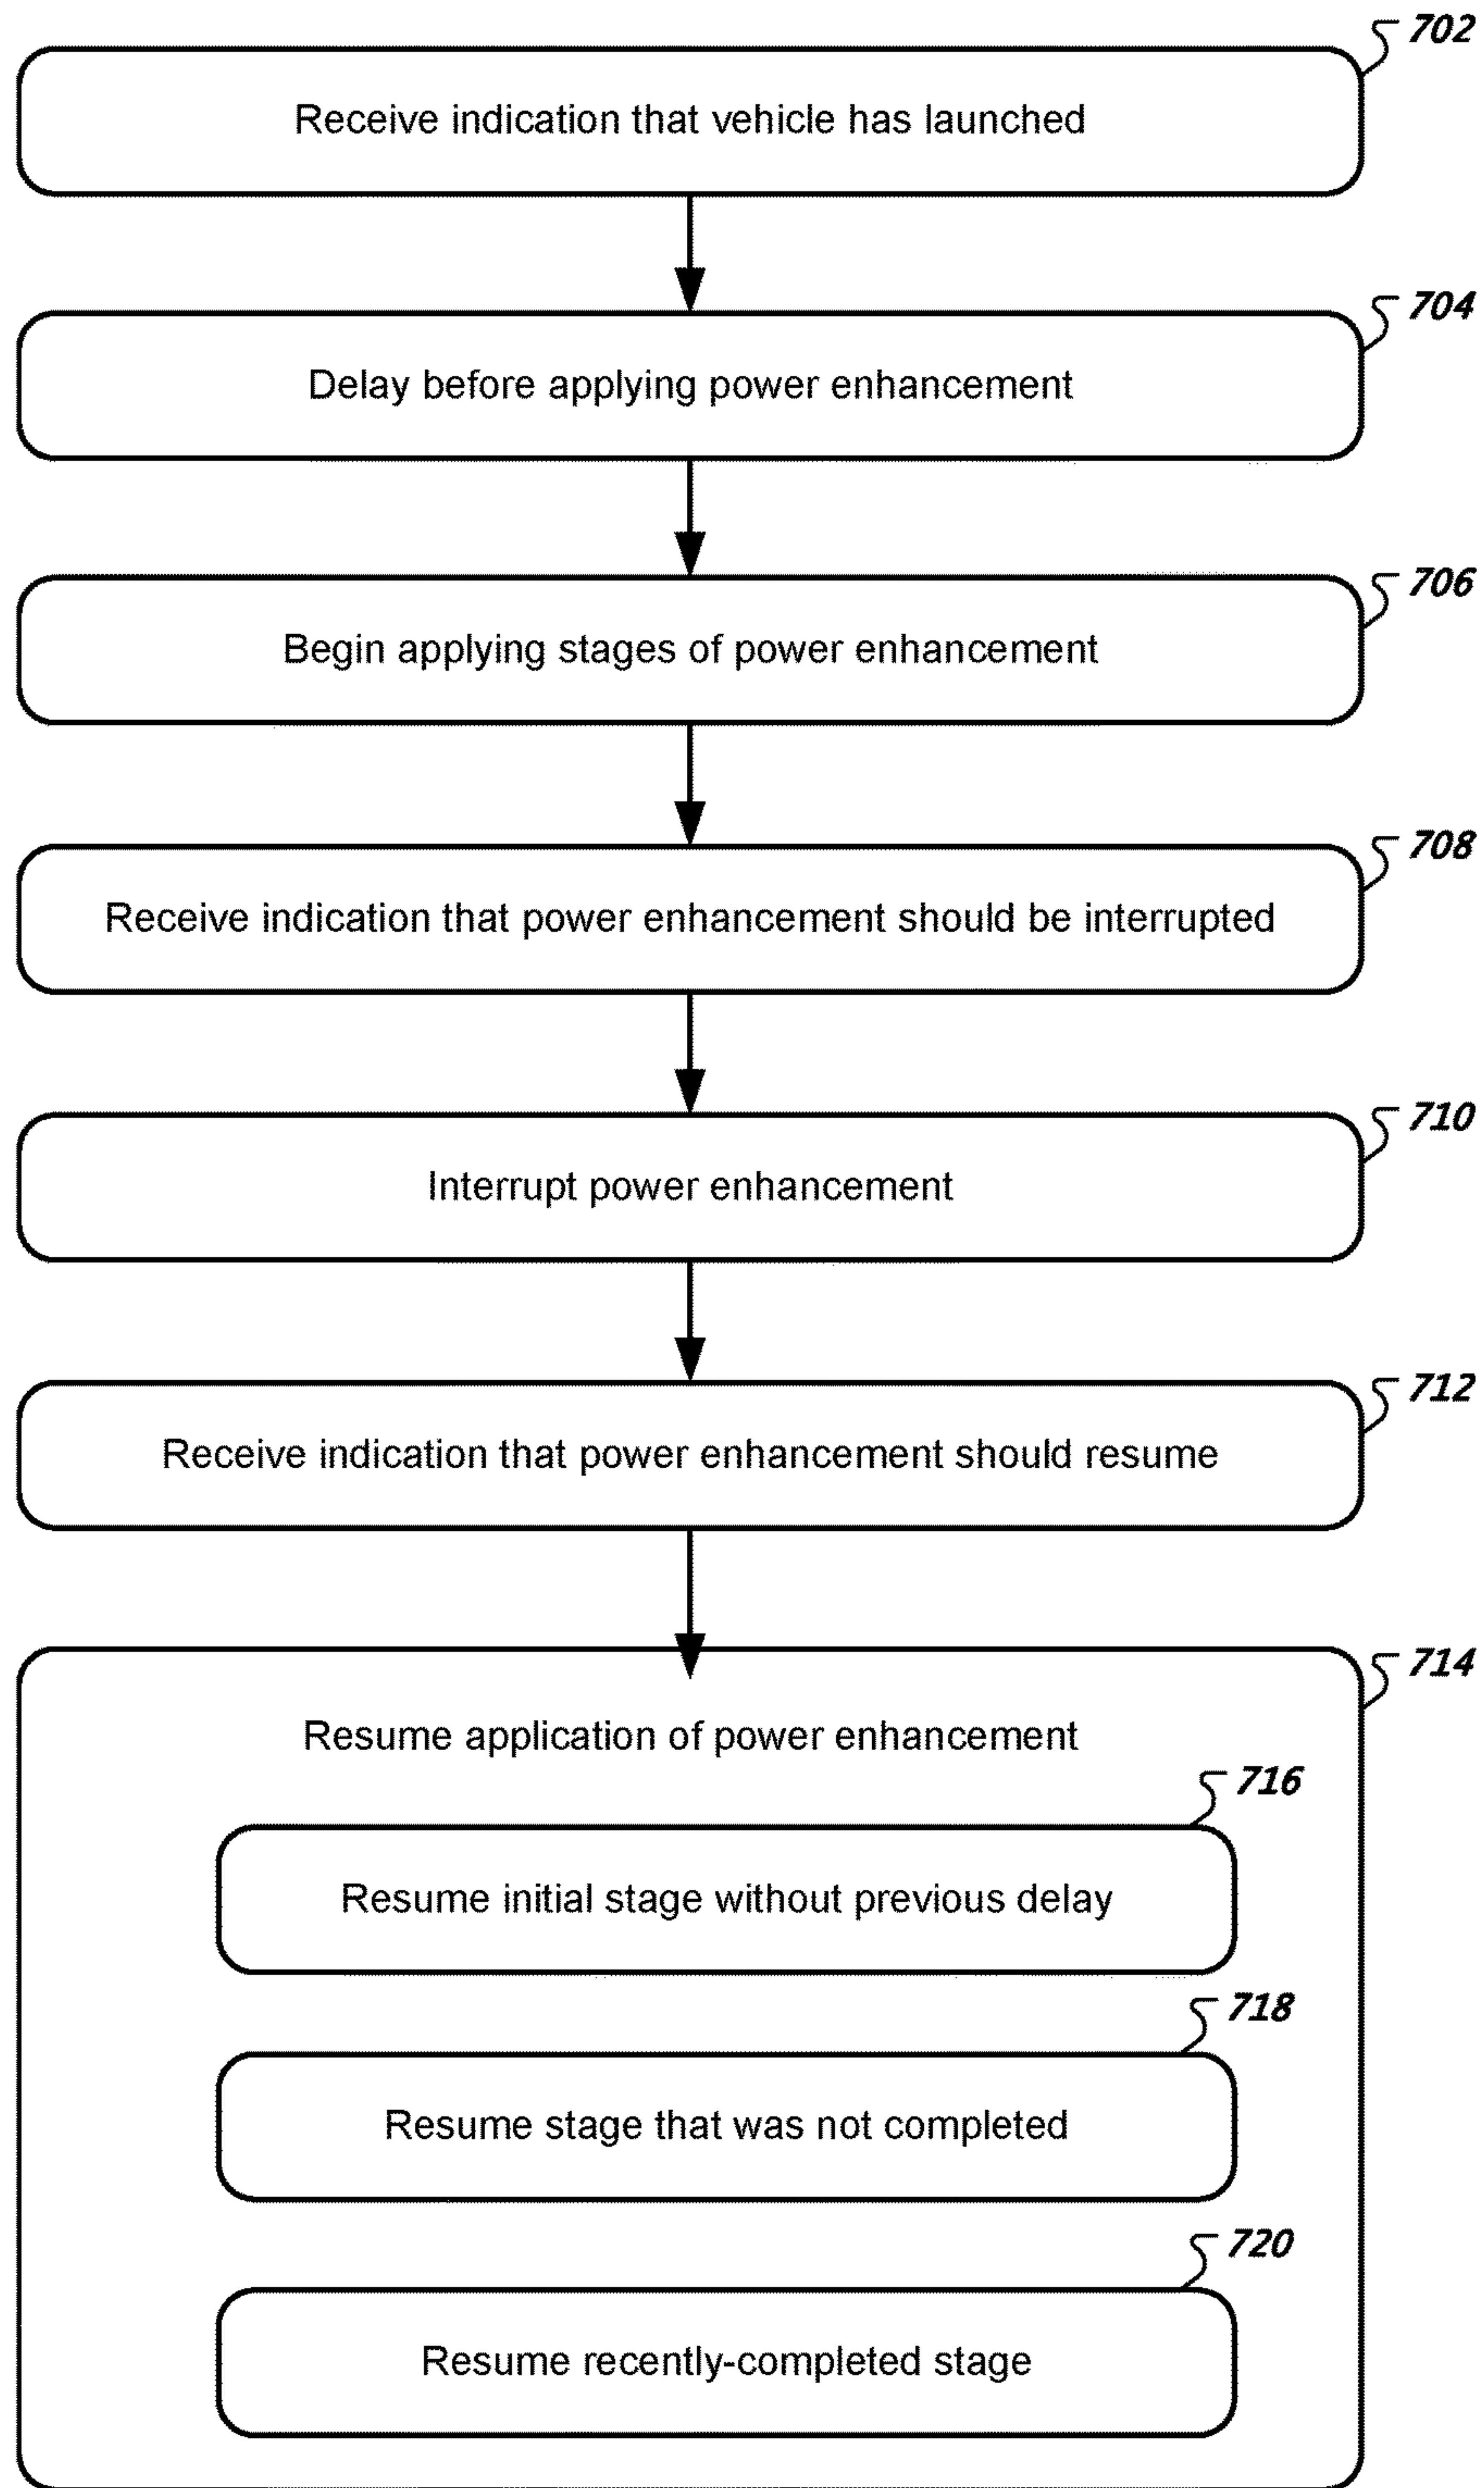 702
Receive indication that vehicle has launched
704
Delay before applying power enhancement
706
Begin applying stages of power enhancement
708
Receive indication that power enhancement should be interrupted
710
Interrupt power enhancement
712
Receive indication that power enhancement should resume
714
Resume application of power enhancement
716
Resume initial stage without previous delay
718
Resume stage that was not completed
720
Resume recently-completed stage